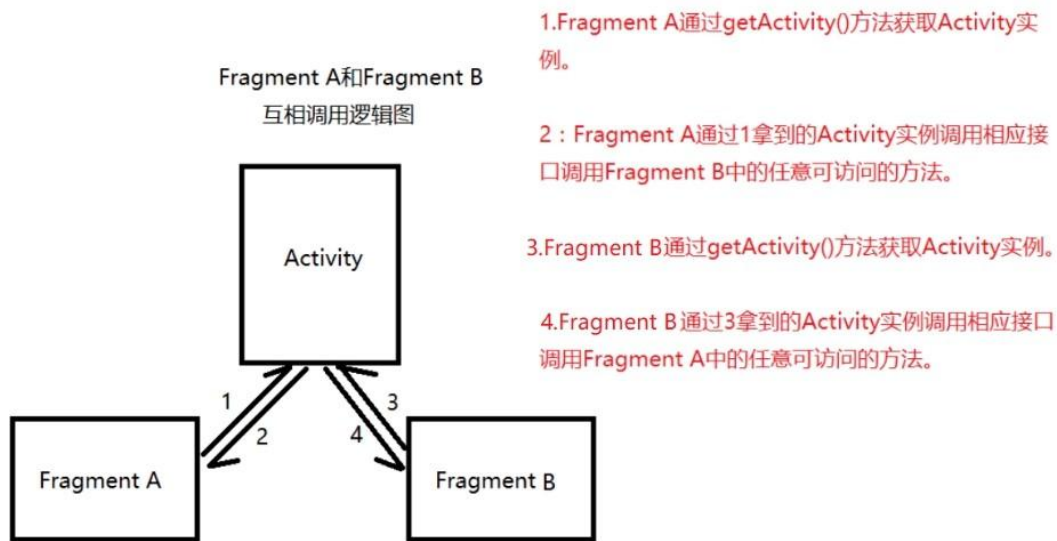 Fragment A和Fragment B
互相调用逻辑图
Activity
1
2
3
4
Fragment A
Fragment B
1.Fragment A通过getActivity()方法获取Activity实
例。
2：Fragment A通过1拿到的Activity实例调用相应接
口调用Fragment B中的任意可访问的方法。
3.Fragment B通过getActivity()方法获取Activity实例。
4.Fragment B通过3拿到的Activity实例调用相应接口
调用Fragment A中的任意可访问的方法。